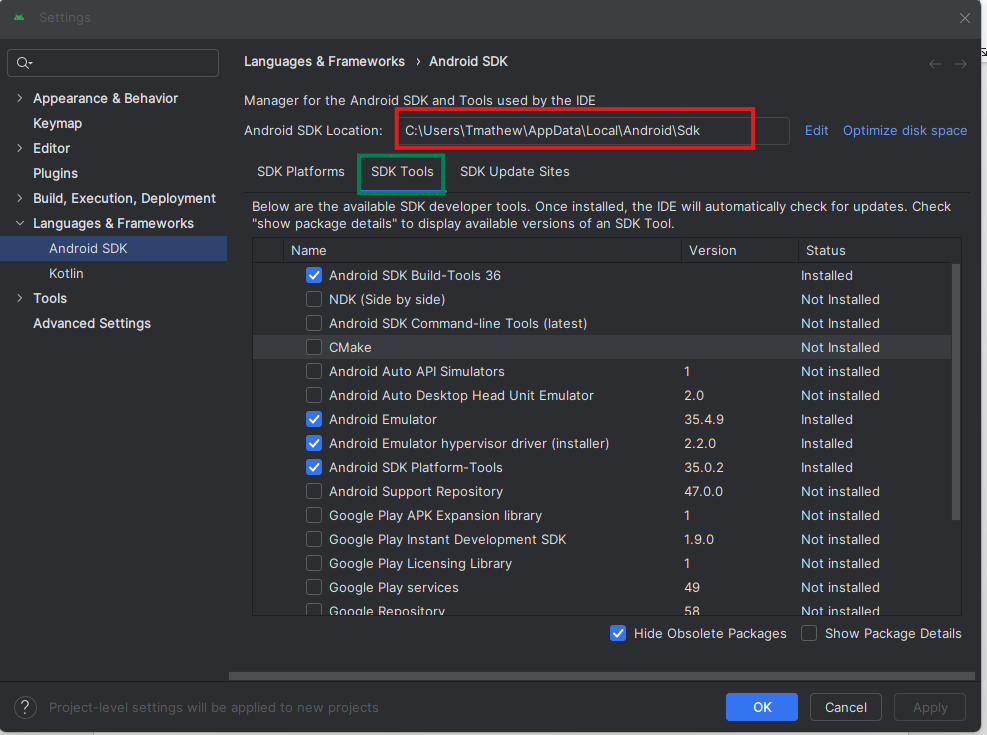 Settings
Languages & Frameworks › Android SDK
Appearance & Behavior
Keymap
Editor
Plugins
Build, Execution, Deployment
Languages & Frameworks
Android SDK
Kotlin
Tools
Advanced Settings
Manager for the Android SDK and Tools used by the IDE
Android SDK Location: C:\Users\Tmathew\AppData\Local\Android\Sdk Edit Optimize disk space
SDK Platforms SDK Tools SDK Update Sites
Below are the available SDK developer tools. Once installed, the IDE will automatically check for updates. Check
"show package details" to display available versions of an SDK Tool.
Name Version Status
Android SDK Build-Tools 36 Installed
NDK (Side by side) Not Installed
Android SDK Command-line Tools (latest) Not Installed
CMake Not Installed
Android Auto API Simulators 1 Not installed
Android Auto Desktop Head Unit Emulator 2.0 Not installed
Android Emulator 35.4.9 Installed
Android Emulator hypervisor driver (installer) 2.2.0 Installed
Android SDK Platform-Tools 35.0.2 Installed
Android Support Repository 47.0.0 Not installed
Google Play APK Expansion library 1 Not installed
Google Play Instant Development SDK 1.9.0 Not installed
Google Play Licensing Library 1 Not installed
Google Play services 49 Not installed
Google Repository 58 Not installed
Hide Obsolete Packages Show Package Details
? Project-level settings will be applied to new projects
OK Cancel Apply